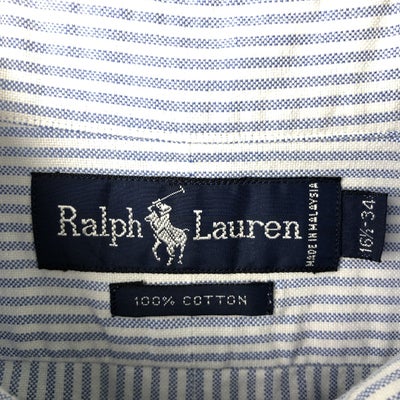 Ralph Lauren
MADE IN MALAYSIA
16½-34
100% COTTON